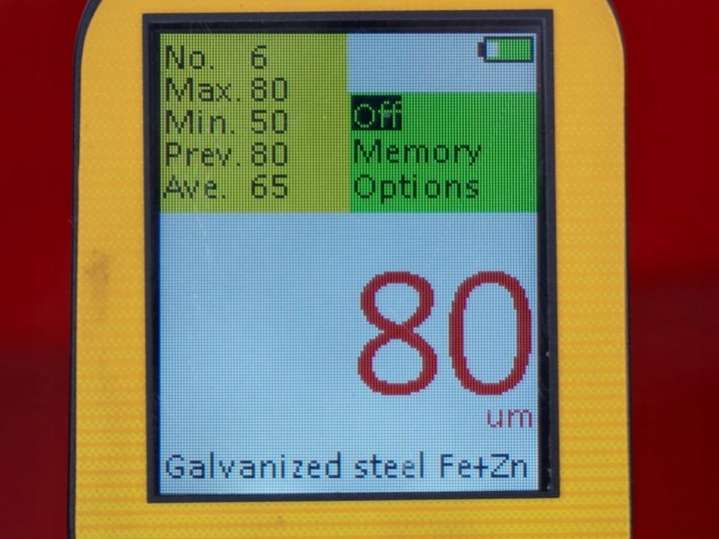 No. 6
Max. 80
Min. 50
Prev. 80
Ave. 65
Off
Memory
Options
80
um
Galvanized steel Fe+Zn